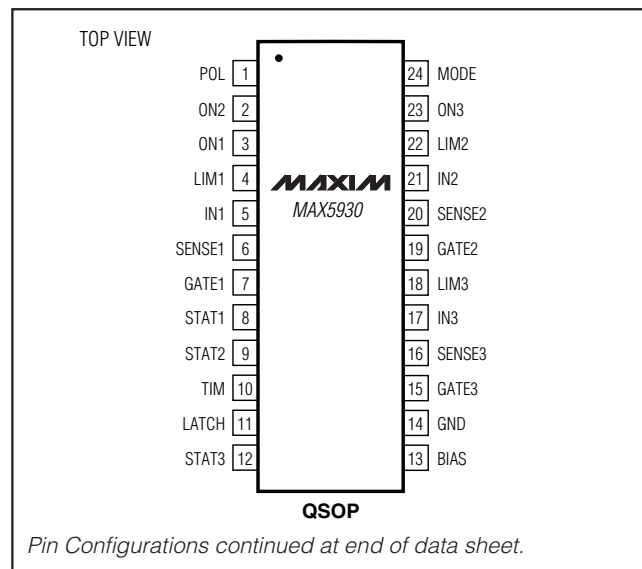 TOP VIEW
POL 1 24 MODE
ON2 2 23 ON3
ON1 3 22 LIM2
LIM1 4 MAXIM 21 IN2
IN1 5 MAX5930 20 SENSE2
SENSE1 6 19 GATE2
GATE1 7 18 LIM3
STAT1 8 17 IN3
STAT2 9 16 SENSE3
TIM 10 15 GATE3
LATCH 11 14 GND
STAT3 12 13 BIAS
QSOP
Pin Configurations continued at end of data sheet.